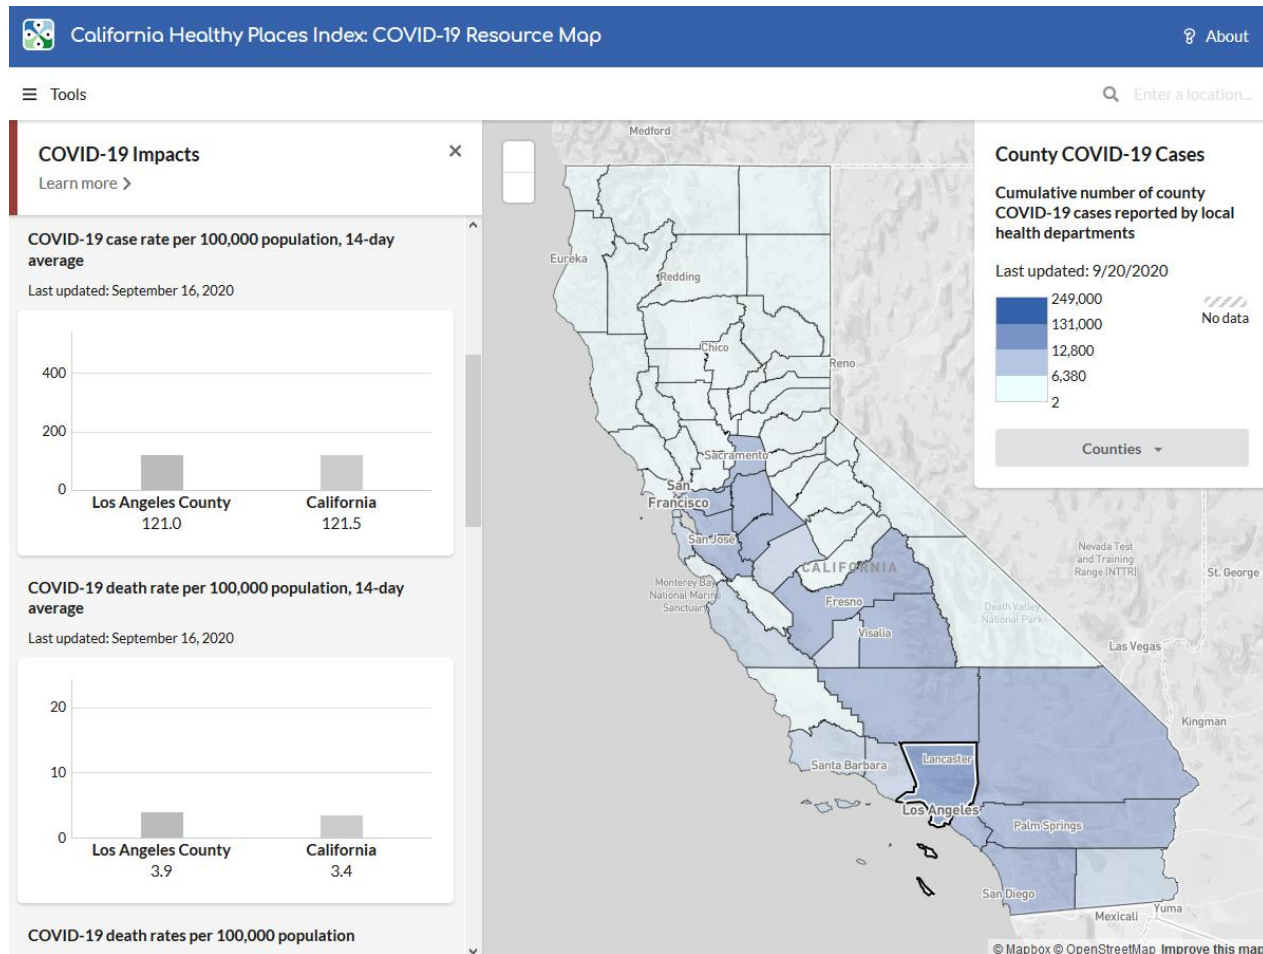 California Healthy Places Index: COVID-19 Resource Map
About
Tools
Enter a location...
COVID-19 Impacts
Learn more
COVID-19 case rate per 100,000 population, 14-day
average
Last updated: September 16, 2020
400
200
0
Los Angeles County
121.0
California
121.5
COVID-19 death rate per 100,000 population, 14-day
average
Last updated: September 16, 2020
20
10
0
Los Angeles County
3.9
California
3.4
COVID-19 death rates per 100,000 population
County COVID-19 Cases
Cumulative number of county
COVID-19 cases reported by local
health departments
Last updated: 9/20/2020
249,000
131,000
12,800
6,380
2
No data
Counties
Medford
Eureka
Redding
Chico
Reno
Sacramento
San
Francisco
San Jose
CALIFORNIA
Monterey Bay
National Marine
Sanctuary
Fresno
Visalia
Death Valley
National Park
Nevada Test
and Training
Range [NTTR]
St. George
Las Vegas
Kingman
Santa Barbara
Lancaster
Los Angeles
Palm Springs
San Diego
Mexicali
Yuma
© Mapbox © OpenStreetMap Improve this map